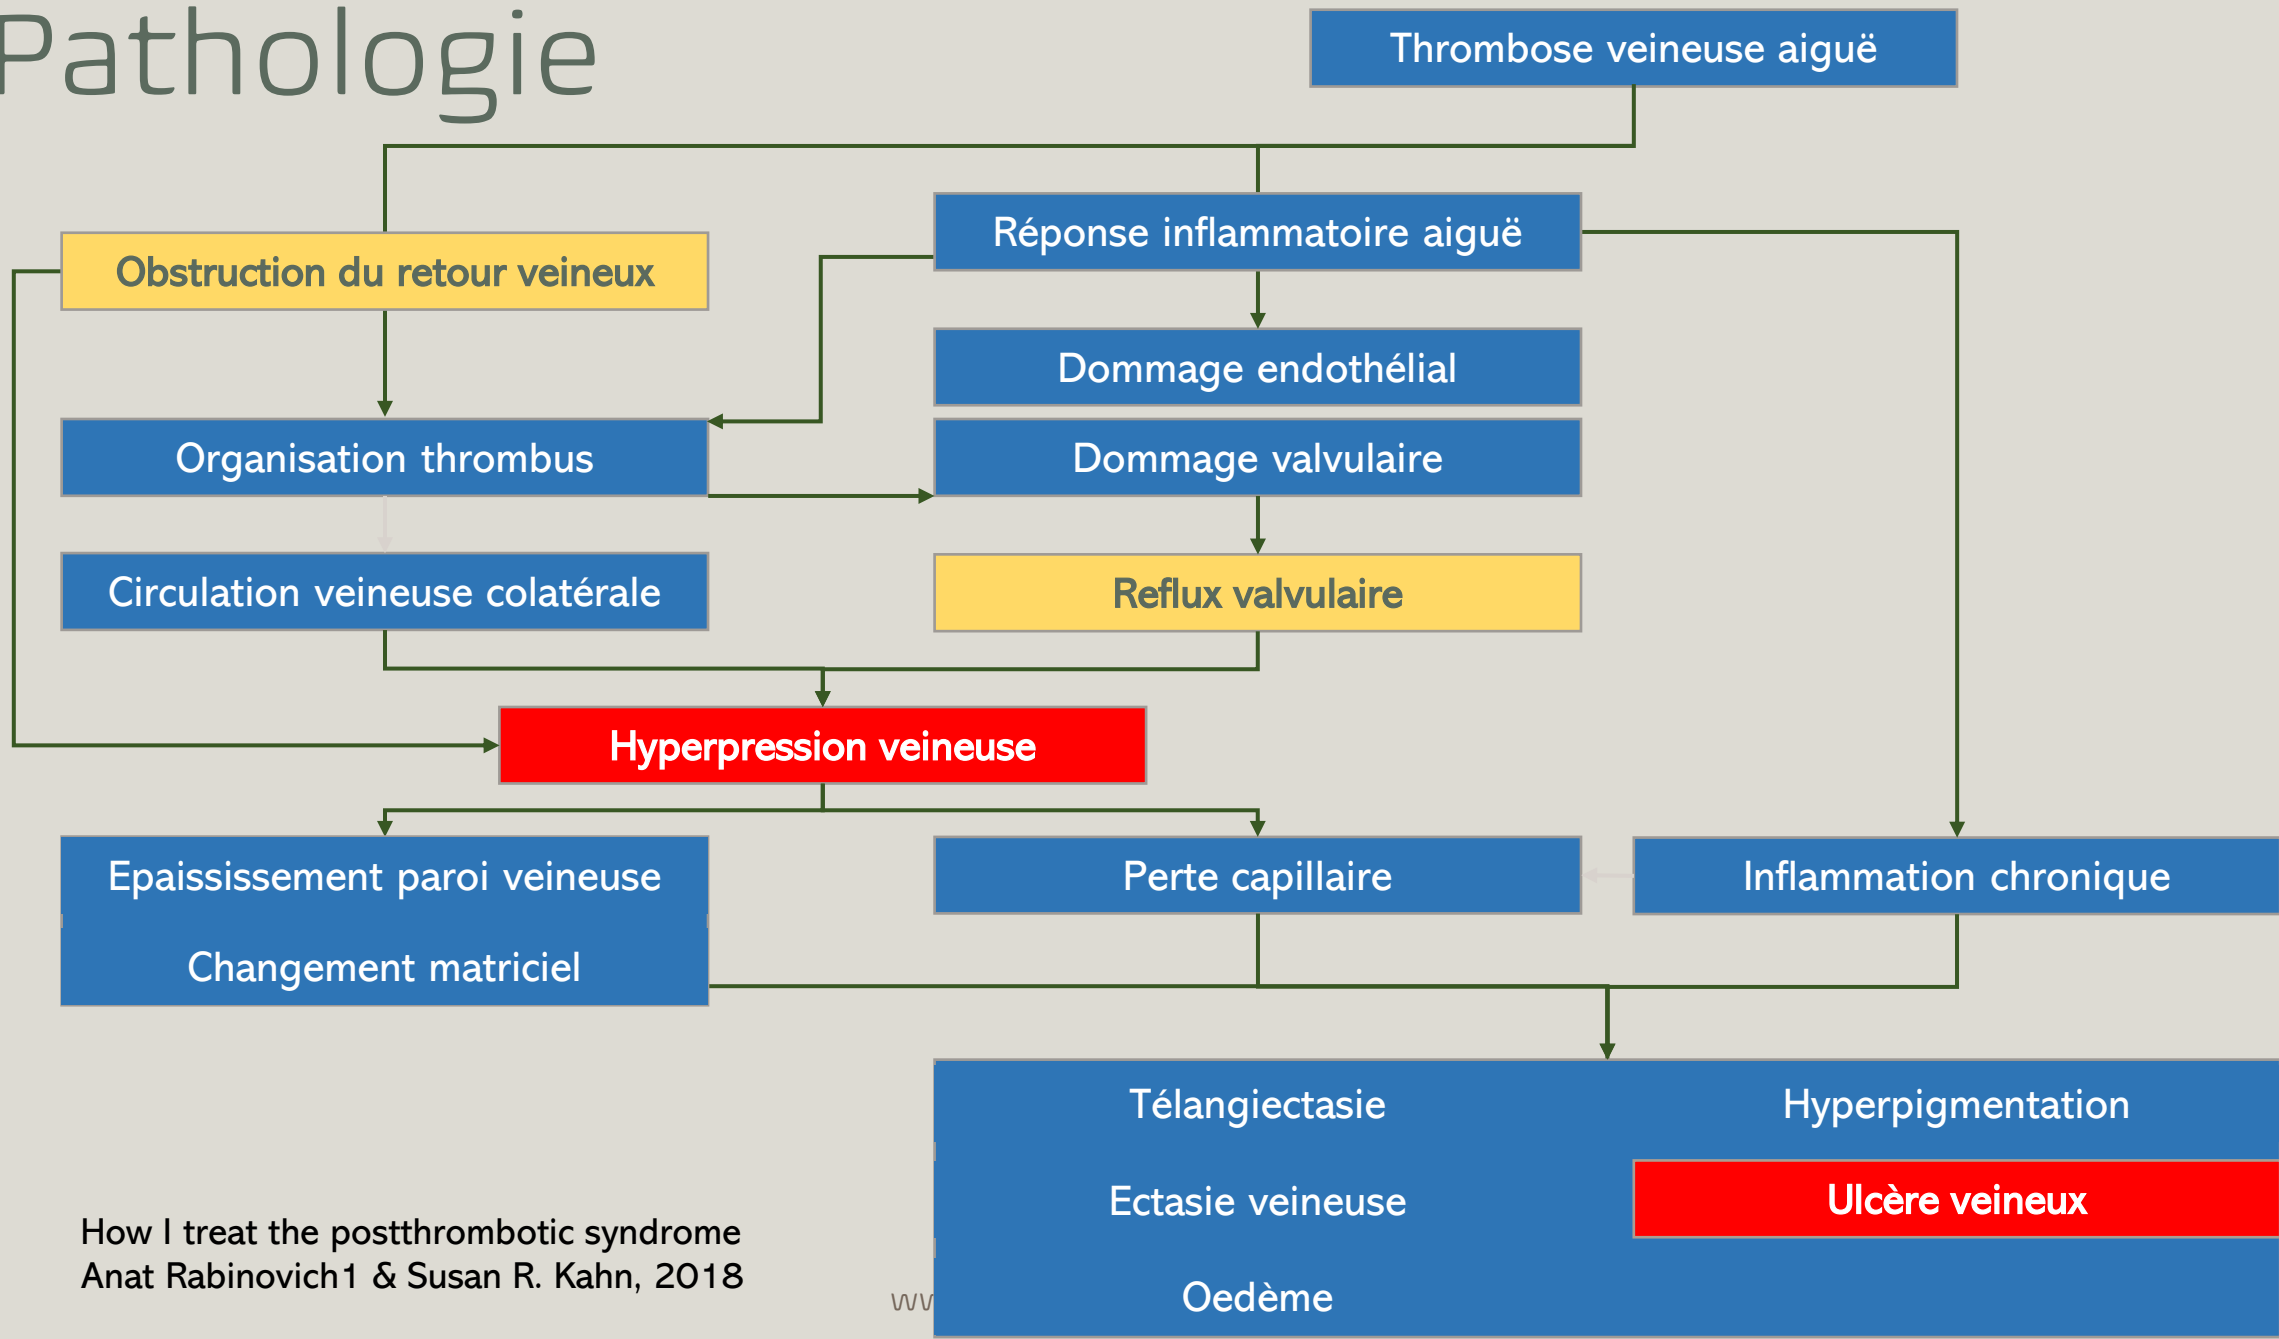 Pathologie
Thrombose veineuse aiguë
Réponse inflammatoire aiguë
Obstruction du retour veineux
Dommage endothélial
Organisation thrombus
Dommage valvulaire
Circulation veineuse colatérale
Reflux valvulaire
Hyperpression veineuse
Epaississement paroi veineuse
Perte capillaire
Inflammation chronique
Changement matriciel
Télangiectasie
Hyperpigmentation
Ectasie veineuse
Ulcère veineux
Oedème
How I treat the postthrombotic syndrome
Anat Rabinovich1 & Susan R. Kahn, 2018